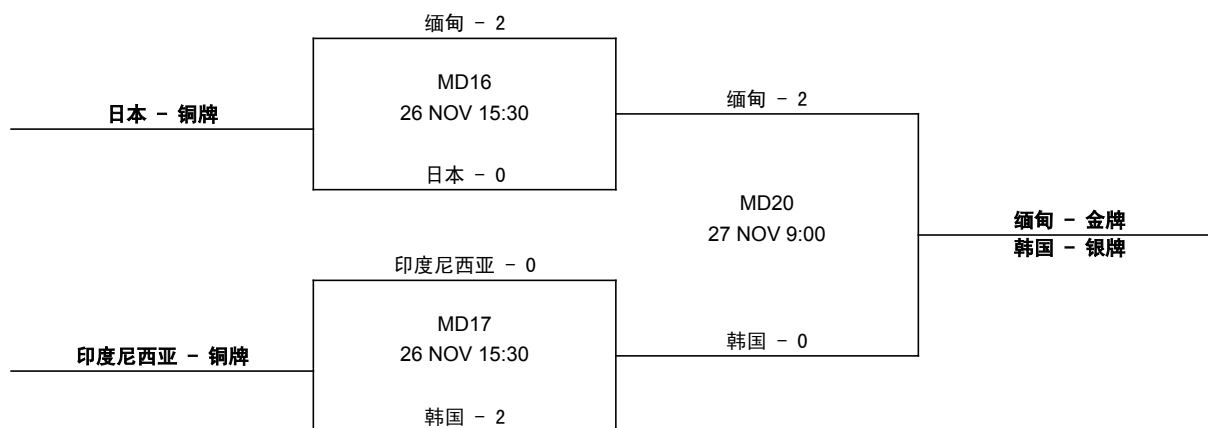 缅甸 - 2
MD16
26 NOV 15:30
日本 - 铜牌
日本 - 0
缅甸 - 2
MD20
27 NOV 9:00
缅甸 - 金牌
韩国 - 银牌
印度尼西亚 - 0
MD17
26 NOV 15:30
印度尼西亚 - 铜牌
韩国 - 2
韩国 - 0